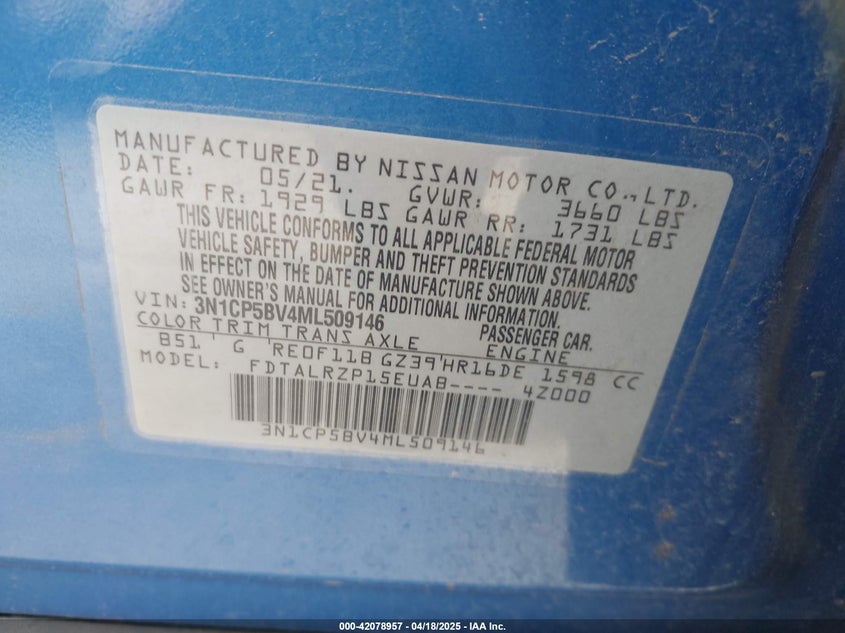 MANUFACTURED BY NISSAN MOTOR CO.,LTD.
DATE: 05/21. GVWR: 3660 LBS
GAWR FR: 1929 LBS GAWR RR: 1731 LBS
THIS VEHICLE CONFORMS TO ALL APPLICABLE FEDERAL MOTOR
VEHICLE SAFETY, BUMPER AND THEFT PREVENTION STANDARDS
IN EFFECT ON THE DATE OF MANUFACTURE SHOWN ABOVE.
SEE OWNER'S MANUAL FOR ADDITIONAL INFORMATION.
VIN: 3N1CP5BV4ML509146 PASSENGER CAR.
COLOR TRIM TRANS AXLE ENGINE
B51 G RE0F11B GZ39 HR16DE 1598 CC
MODEL: FDTALRZP15EUAB---- 4Z000
3N1CP5BV4ML509146
000-42078957 - 04/18/2025 - IAA Inc.